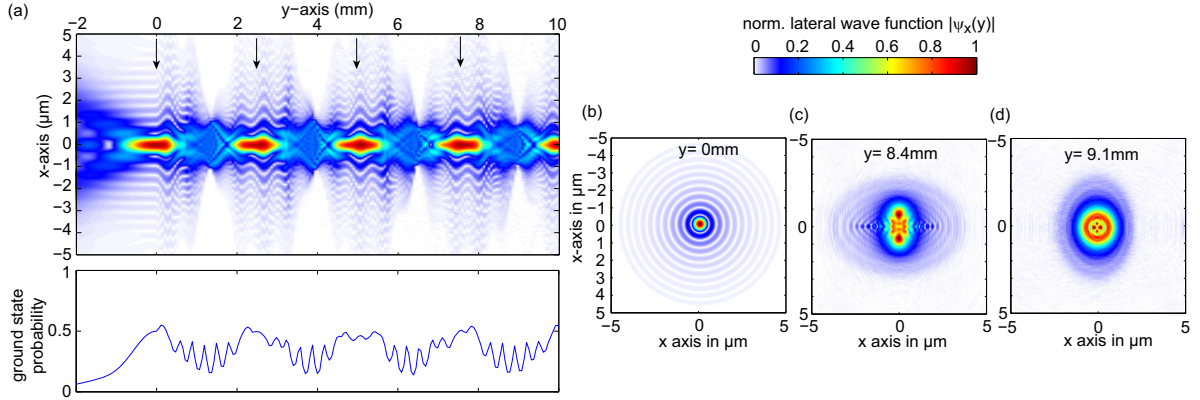 (a)
y-axis (mm)
−2 0 2 4 6 8 10
5
4
3
2
1
0
−1
−2
−3
−4
−5
x-axis (µm)
1
0.5
0
ground state
probability
norm. lateral wave function |ψx(y)|
0 0.2 0.4 0.6 0.8 1
(b)
y= 0mm
−5
−4
−3
−2
−1
0
1
2
3
4
5
x-axis in µm
−5 0 5
x axis in µm
(c)
y= 8.4mm
−5
0
5
−5 0 5
x axis in µm
(d)
y= 9.1mm
−5
0
5
−5 0 5
x axis in µm